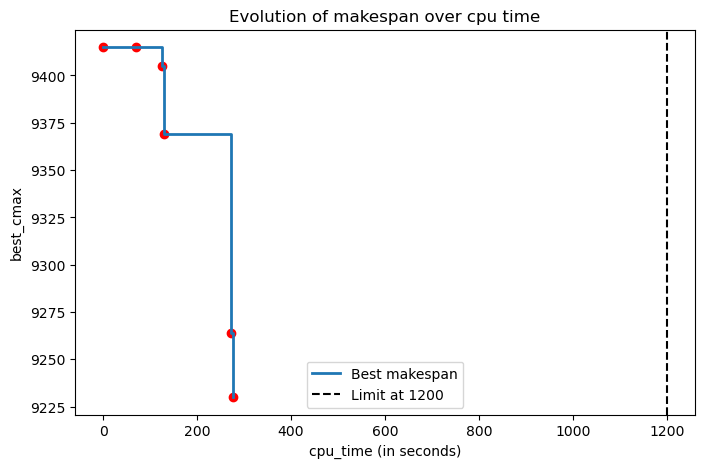 Evolution of makespan over cpu time
best_cmax
9400
9375
9350
9325
9300
9275
9250
9225
0 200 400 600 800 1000 1200
cpu_time (in seconds)
Best makespan
Limit at 1200